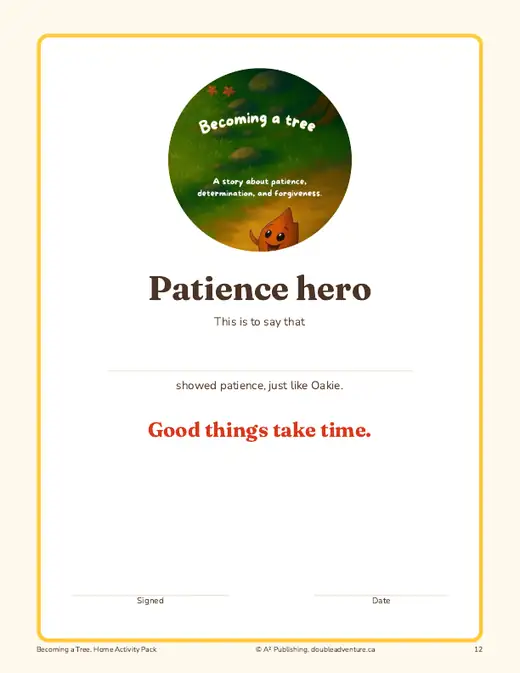 Becoming a tree
A story about patience,
determination, and forgiveness.
Patience hero
This is to say that
showed patience, just like Oakie.
Good things take time.
Signed
Date
Becoming a Tree. Home Activity Pack
© A² Publishing, doubleadventure.ca
12